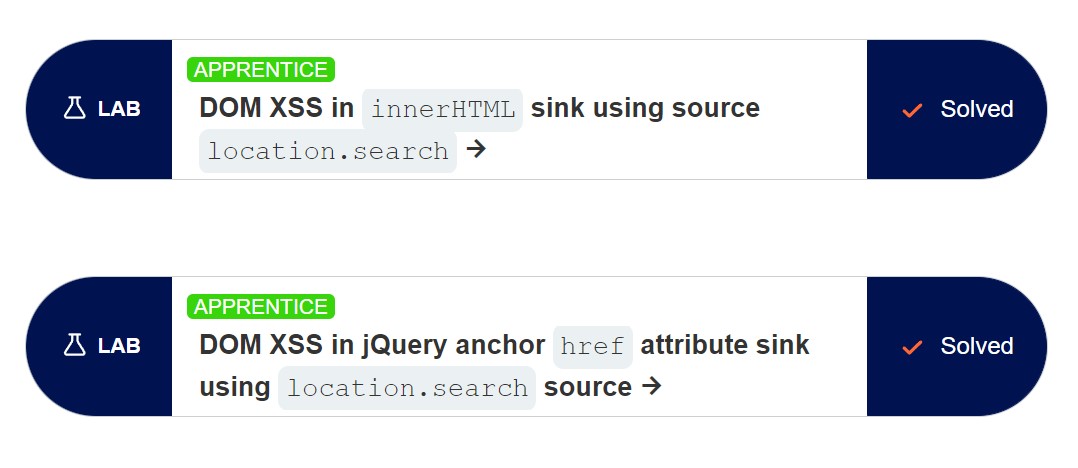 APPRENTICE
LAB
DOM XSS in innerHTML sink using source
location.search →
Solved
APPRENTICE
LAB
DOM XSS in jQuery anchor href attribute sink
using location.search source →
Solved